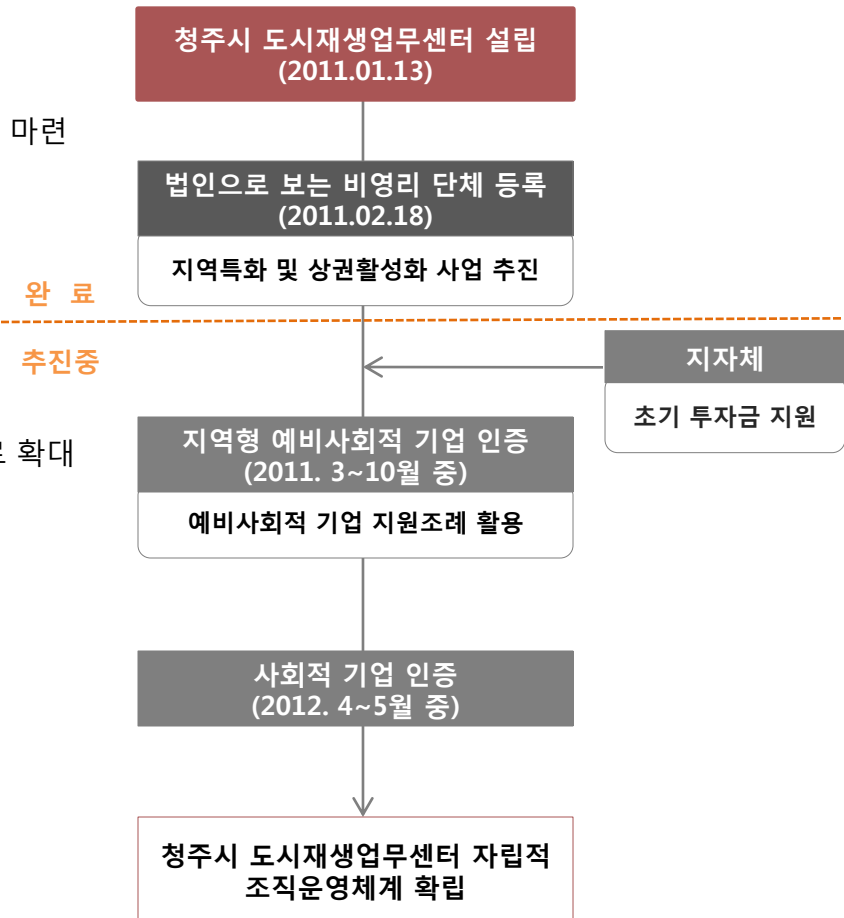 청주시 도시재생업무센터 설립
(2011.01.13)
마련
법인으로 보는 비영리 단체 등록
(2011.02.18)
지역특화 및 상권활성화 사업 추진
완 료
추진중
지자체
초기 투자금 지원
지역형 예비사회적 기업 인증
(2011. 3~10월 중)
확대
예비사회적 기업 지원조례 활용
사회적 기업 인증
(2012. 4~5월 중)
청주시 도시재생업무센터 자립적
조직운영체계 확립